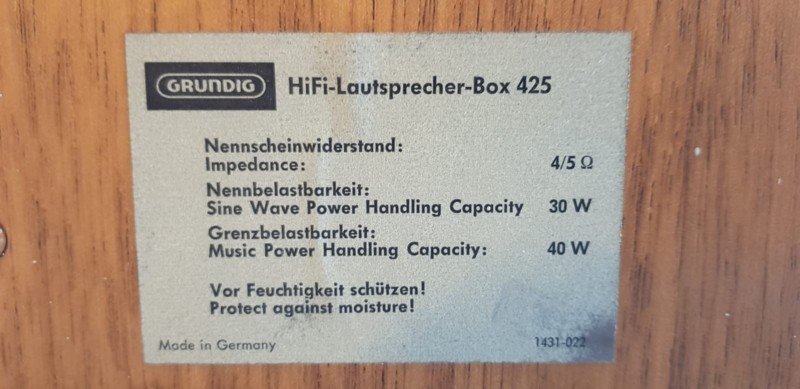 GRUNDIG HiFi-Lautsprecher-Box 425
Nennscheinwiderstand:
Impedance: 4/5 Ω
Nennbelastbarkeit:
Sine Wave Power Handling Capacity 30 W
Grenzbelastbarkeit:
Music Power Handling Capacity: 40 W
Vor Feuchtigkeit schützen!
Protect against moisture!
Made in Germany 1431-022